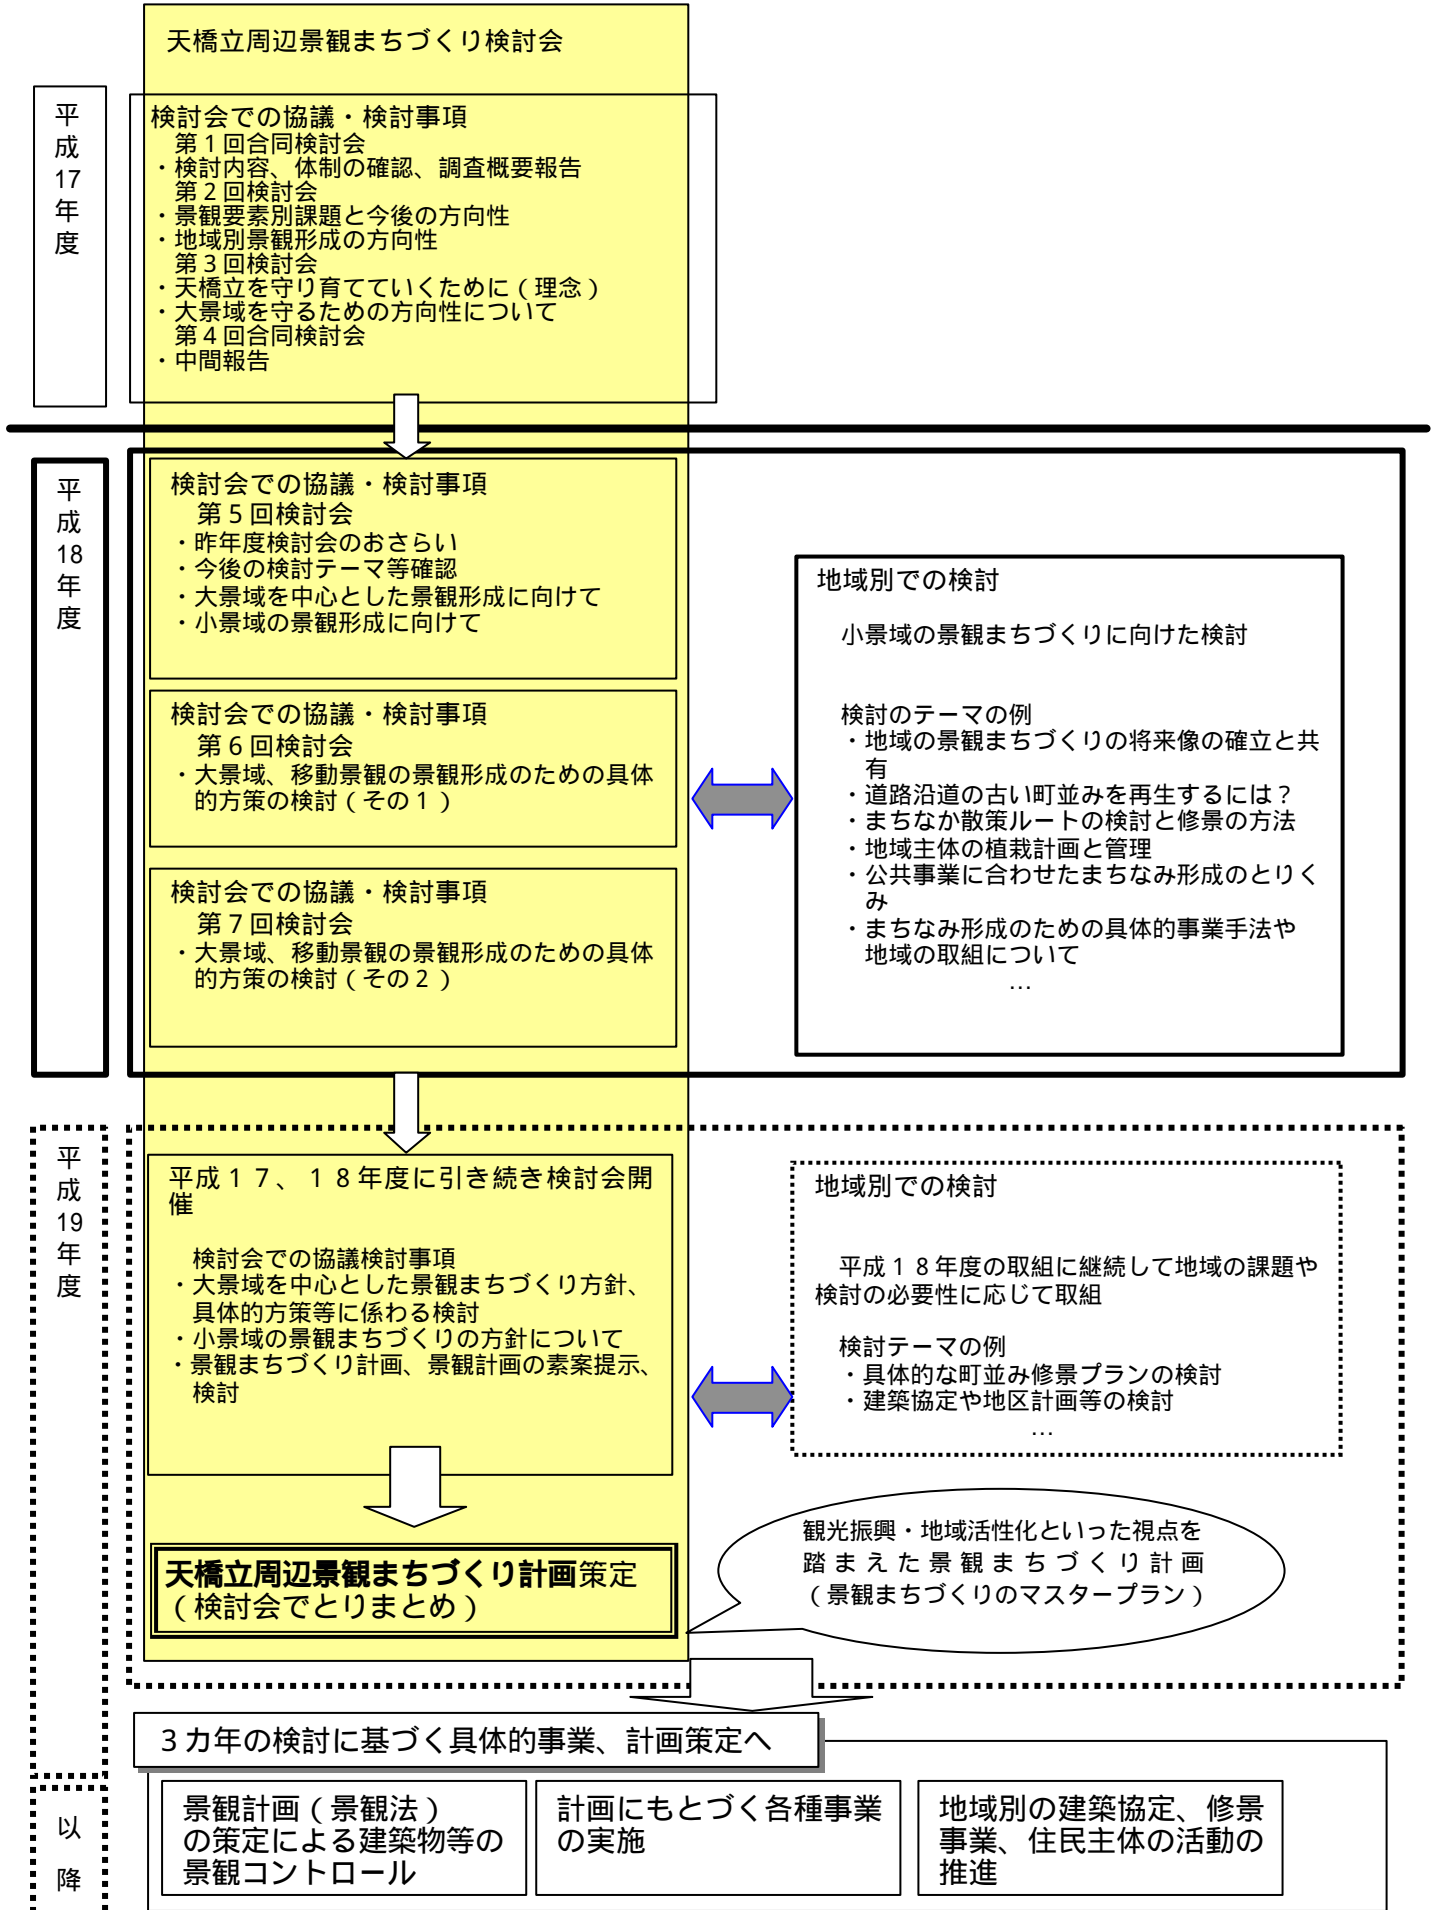 天橋立周辺景観まちづくり検討会
平成17年度
検討会での協議・検討事項
第１回合同検討会
・検討内容、体制の確認、調査概要報告
第２回検討会
・景観要素別課題と今後の方向性
・地域別景観形成の方向性
第３回検討会
・天橋立を守り育てていくために（理念）
・大景域を守るための方向性について
第４回合同検討会
・中間報告
平成18年度
検討会での協議・検討事項
第５回検討会
・昨年度検討会のおさらい
・今後の検討テーマ等確認
・大景域を中心とした景観形成に向けて
・小景域の景観形成に向けて
検討会での協議・検討事項
第６回検討会
・大景域、移動景観の景観形成のための具体
的方策の検討（その１）
検討会での協議・検討事項
第７回検討会
・大景域、移動景観の景観形成のための具体
的方策の検討（その２）
地域別での検討
小景域の景観まちづくりに向けた検討
検討のテーマの例
・地域の景観まちづくりの将来像の確立と共
有
・道路沿道の古い町並みを再生するには？
・まちなか散策ルートの検討と修景の方法
・地域主体の植栽計画と管理
・公共事業に合わせたまちなみ形成のとりく
み
・まちなみ形成のための具体的事業手法や
地域の取組について
…
平成19年度
平成１７、１８年度に引き続き検討会開
催
検討会での協議検討事項
・大景域を中心とした景観まちづくり方針、
具体的方策等に係わる検討
・小景域の景観まちづくりの方針について
・景観まちづくり計画、景観計画の素案提示、
検討
地域別での検討
平成１８年度の取組に継続して地域の課題や
検討の必要性に応じて取組
検討テーマの例
・具体的な町並み修景プランの検討
・建築協定や地区計画等の検討
…
天橋立周辺景観まちづくり計画策定
（検討会でとりまとめ）
観光振興・地域活性化といった視点を
踏まえた景観まちづくり計画
（景観まちづくりのマスタープラン）
３カ年の検討に基づく具体的事業、計画策定へ
以降
景観計画（景観法）
の策定による建築物等の
景観コントロール
計画にもとづく各種事業
の実施
地域別の建築協定、修景
事業、住民主体の活動の
推進